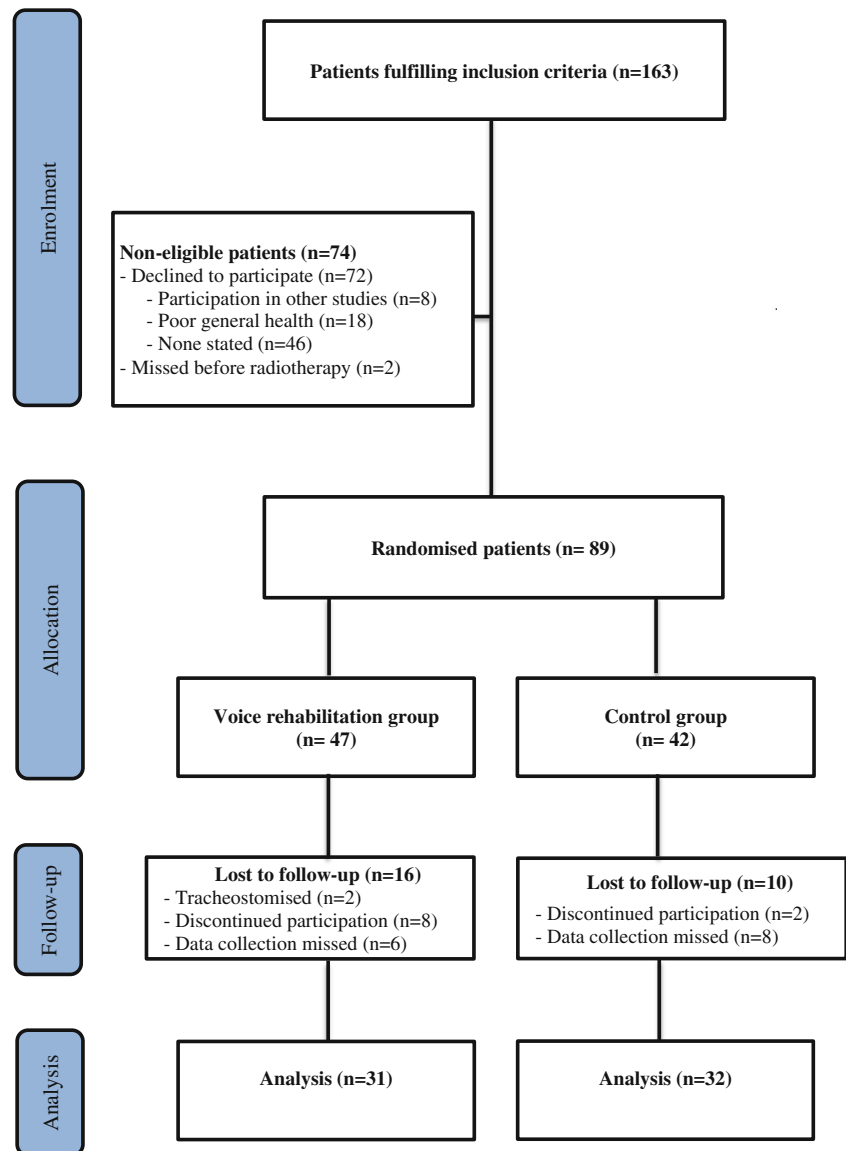 Enrolment
Patients fulfilling inclusion criteria (n=163)
Non-eligible patients (n=74)
- Declined to participate (n=72)
- Participation in other studies (n=8)
- Poor general health (n=18)
- None stated (n=46)
- Missed before radiotherapy (n=2)
Allocation
Randomised patients (n= 89)
Voice rehabilitation group
(n= 47)
Control group
(n= 42)
Follow-up
Lost to follow-up (n=16)
- Tracheostomised (n=2)
- Discontinued participation (n=8)
- Data collection missed (n=6)
Lost to follow-up (n=10)
- Discontinued participation (n=2)
- Data collection missed (n=8)
Analysis
Analysis (n=31)
Analysis (n=32)